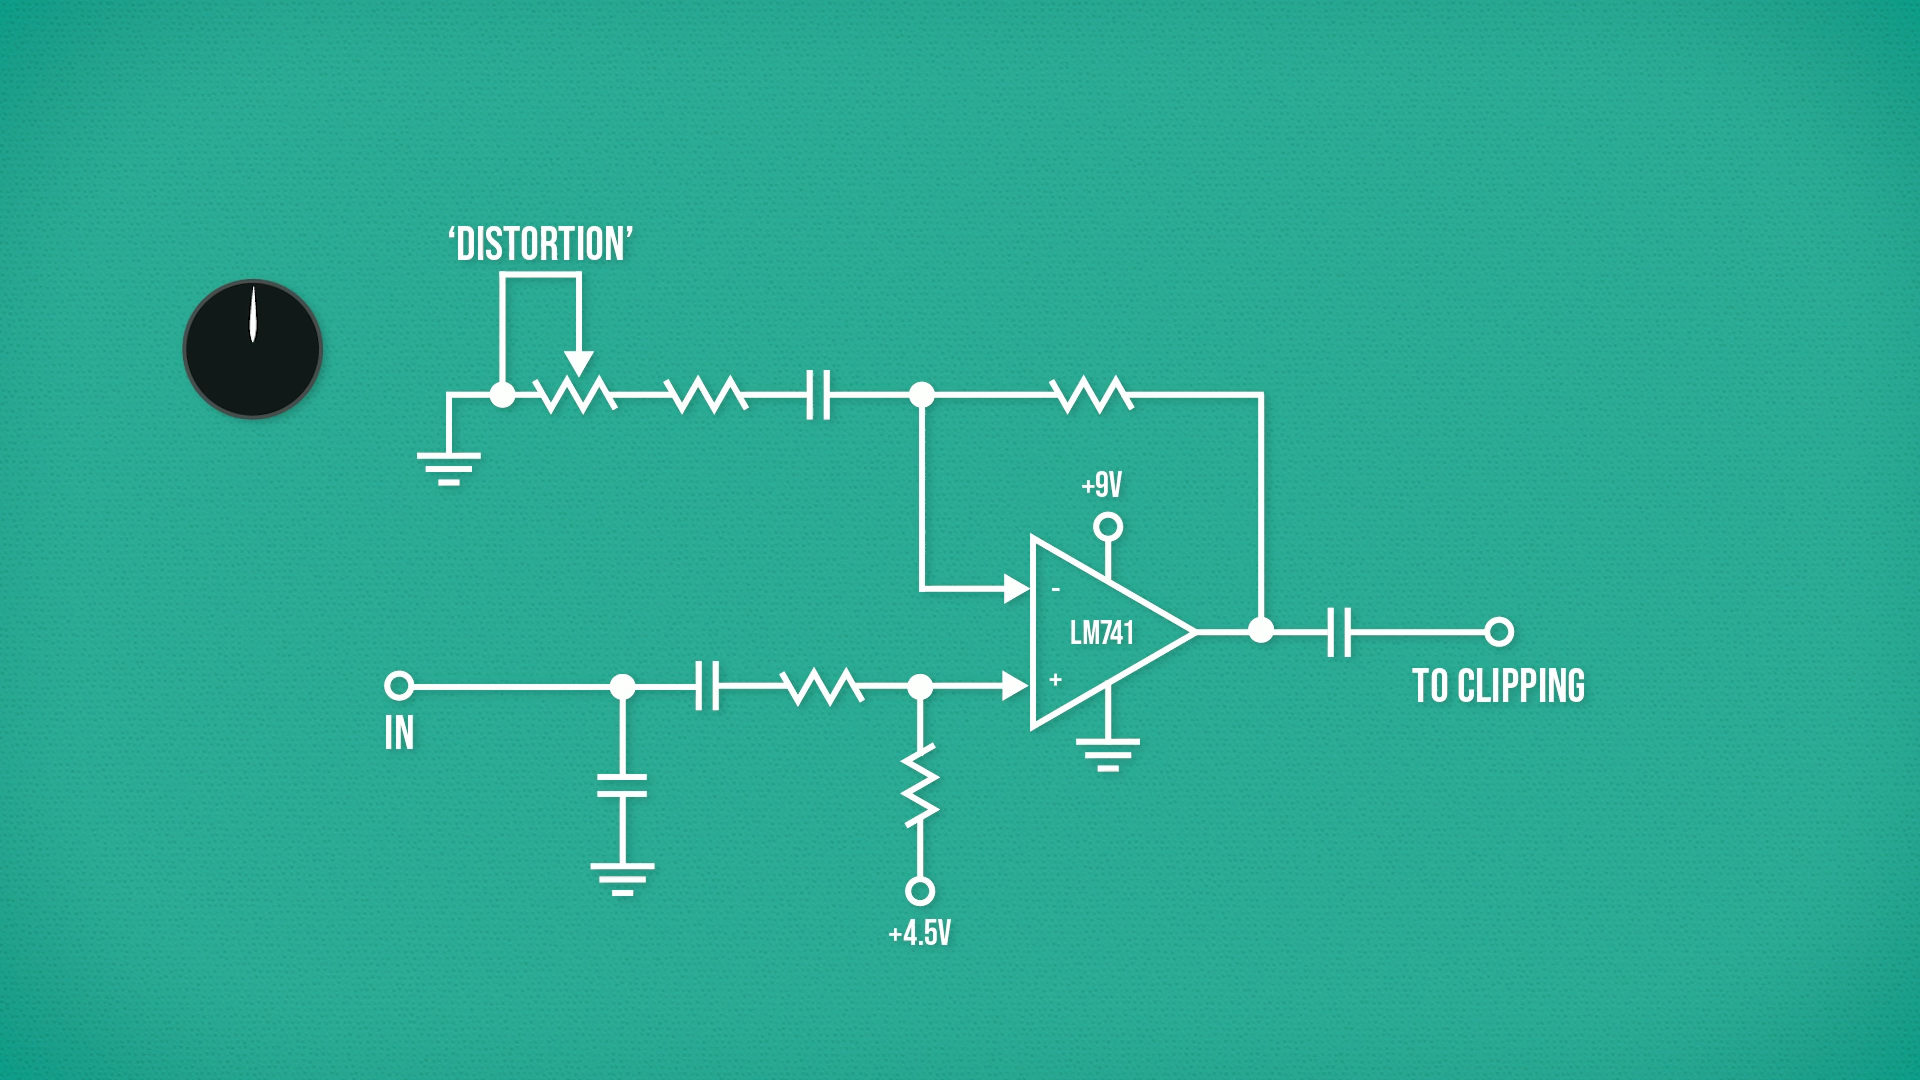 ‘DISTORTION’
+9V
-
LM741
+
IN
TO CLIPPING
+4.5V